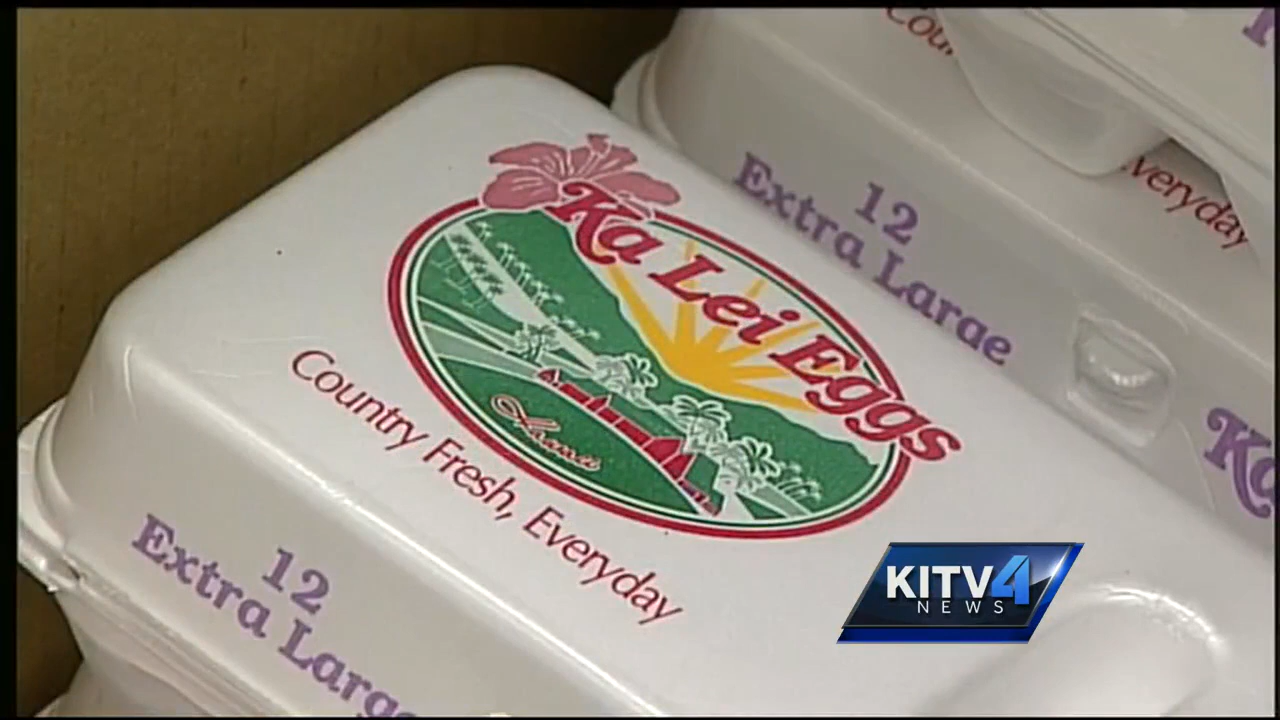 Ka Lei Eggs
Hawaii
Country Fresh, Everyday
12
Extra Large
12
Extra Large
Everyday
KITV4
NEWS